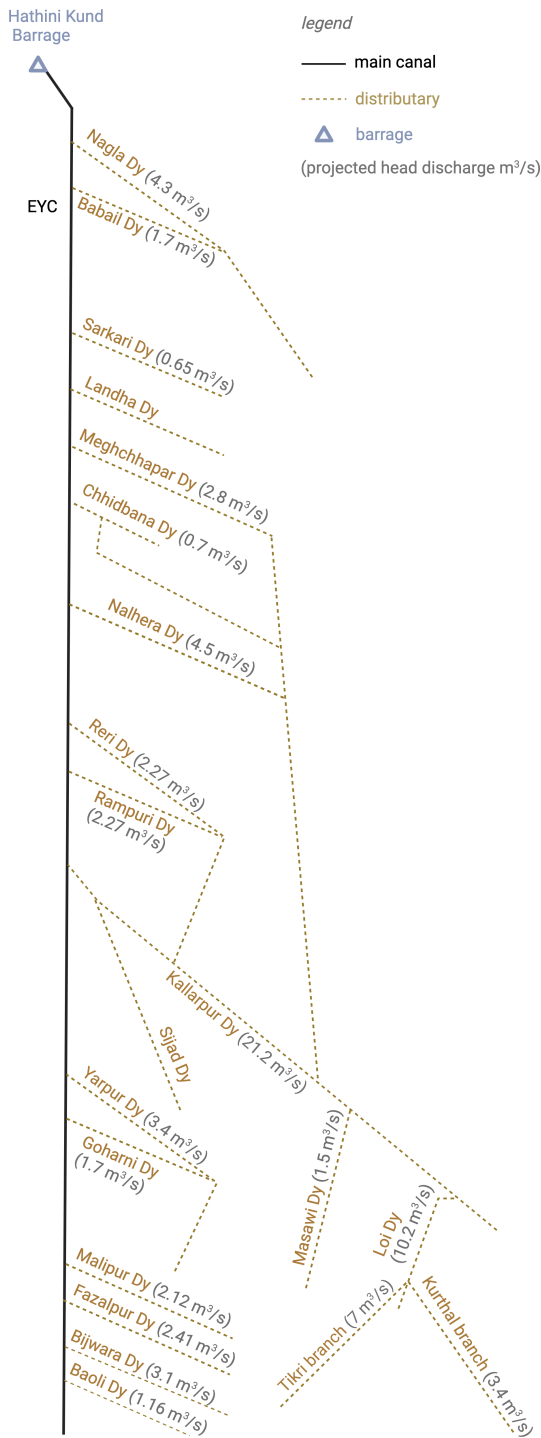 Hathini Kund
Barrage
legend
main canal
distributary
barrage
(projected head discharge m³/s)
EYC
Nagla Dy (4.3 m³/s)
Babail Dy (1.7 m³/s)
Sarkari Dy (0.65 m³/s)
Landha Dy
Meghchhapar Dy (2.8 m³/s)
Chhidbana Dy (0.7 m³/s)
Nalhera Dy (4.5 m³/s)
Reri Dy (2.27 m³/s)
Rampuri Dy
(2.27 m³/s)
Kallarpur Dy (21.2 m³/s)
Sijad Dy
Yarpur Dy (3.4 m³/s)
Goharni Dy
(1.7 m³/s)
Masawi Dy (1.5 m³/s)
Loi Dy
(10.2 m³/s)
Tikri branch (7 m³/s)
Kurthal branch (3.4 m³/s)
Malipur Dy (2.12 m³/s)
Fazalpur Dy (2.41 m³/s)
Bijwara Dy (3.1 m³/s)
Baoli Dy (1.16 m³/s)